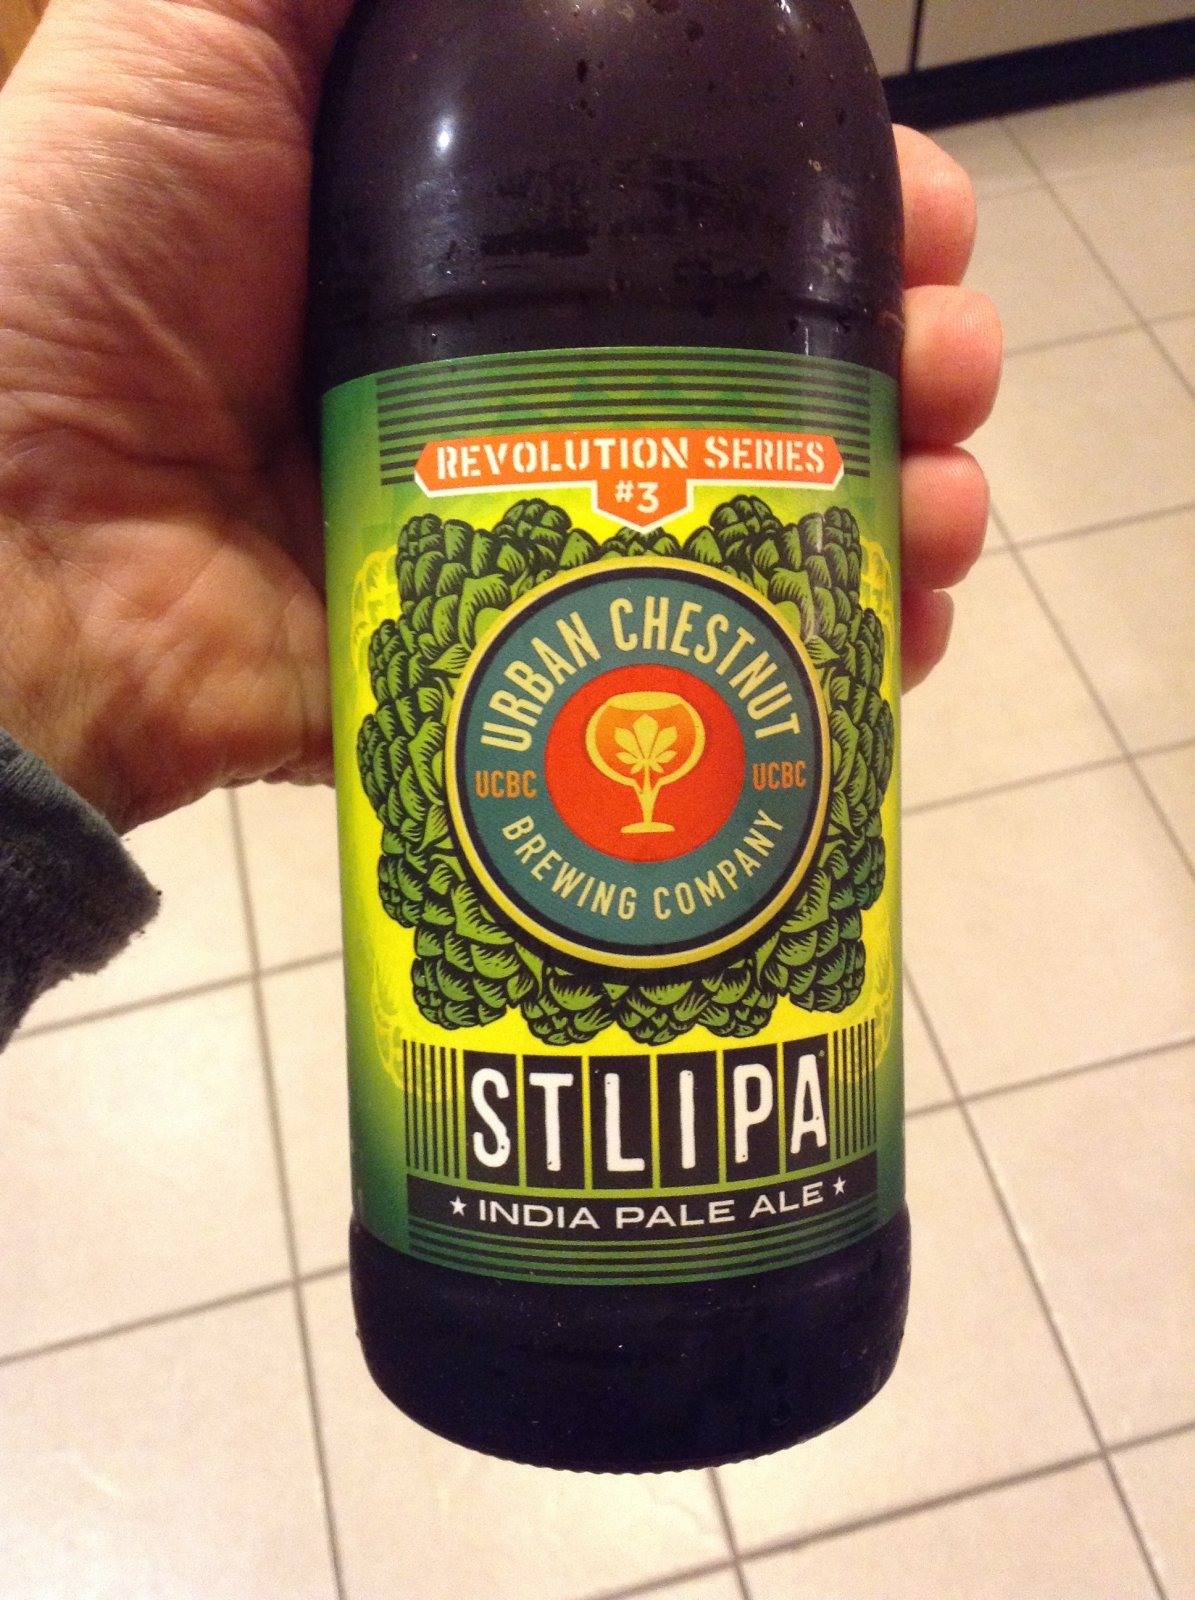 REVOLUTION SERIES
#3
URBAN CHESTNUT
UCBC
UCBC
BREWING COMPANY
STLIPA
★ INDIA PALE ALE ★